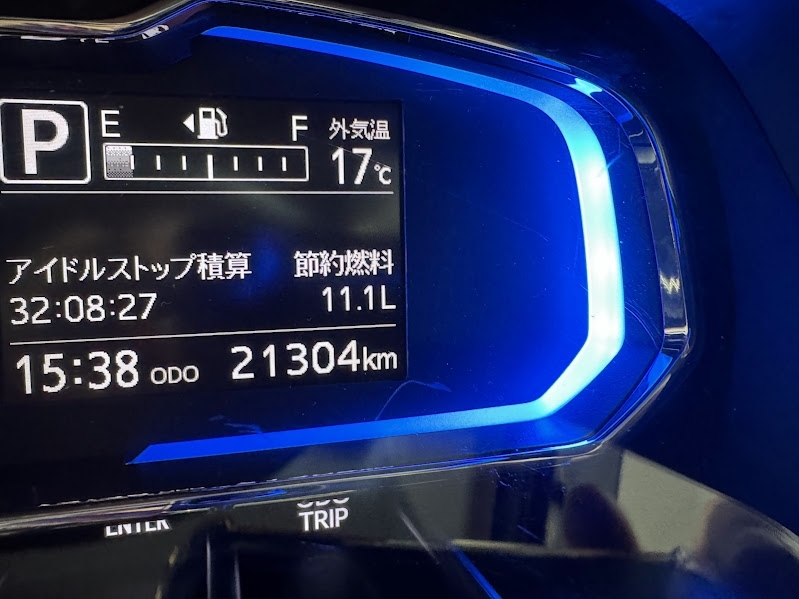 P E F 外気温
17℃
アイドルストップ積算 節約燃料
32:08:27 11.1L
15:38 ODO 21304km
ENTER
TRIP